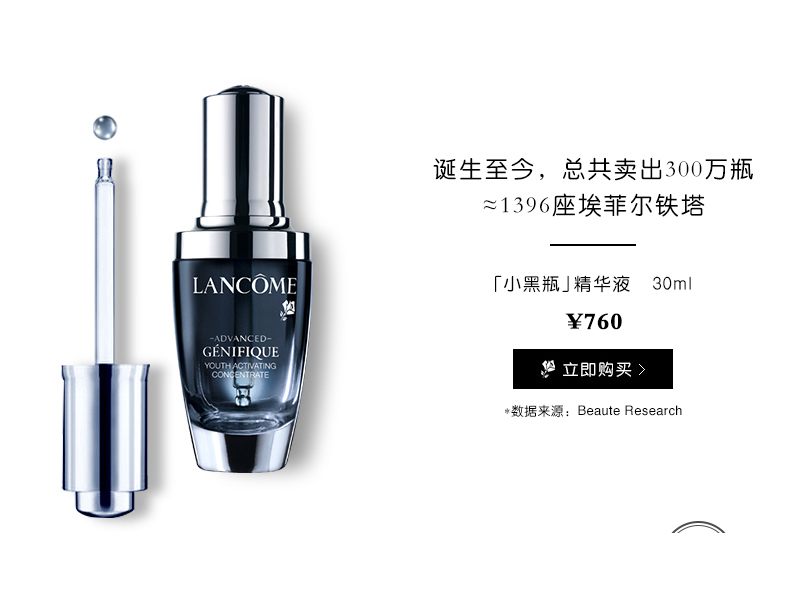 LANCÔME
-ADVANCED-
GÉNIFIQUE
YOUTH ACTIVATING
CONCENTRATE
诞生至今，总共卖出300万瓶
≈1396座埃菲尔铁塔
「小黑瓶」精华液 30ml
¥760
立即购买 >
*数据来源：Beaute Research